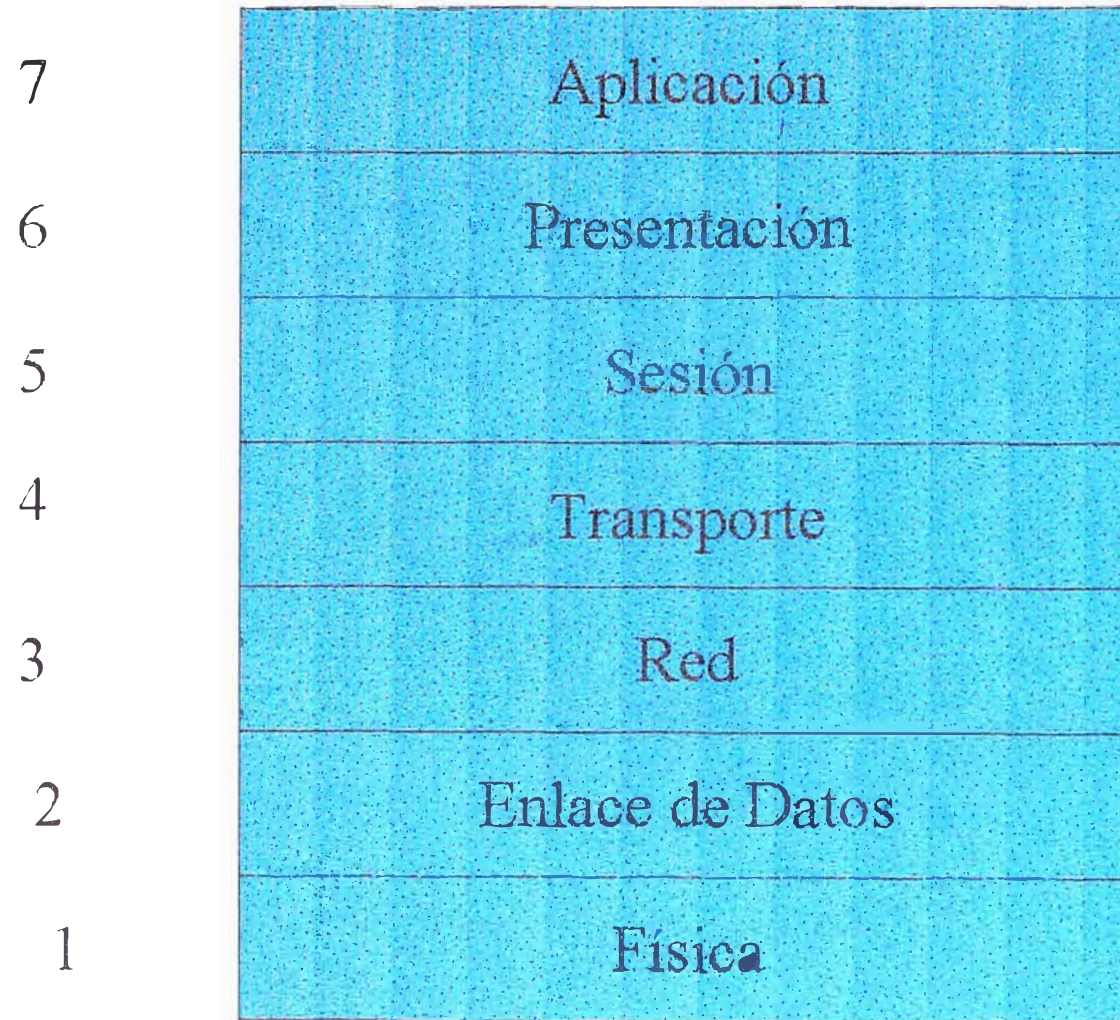 7 Aplicación
6 Presentación
5 Sesión
4 Transporte
3 Red
2 Enlace de Datos
1 Física